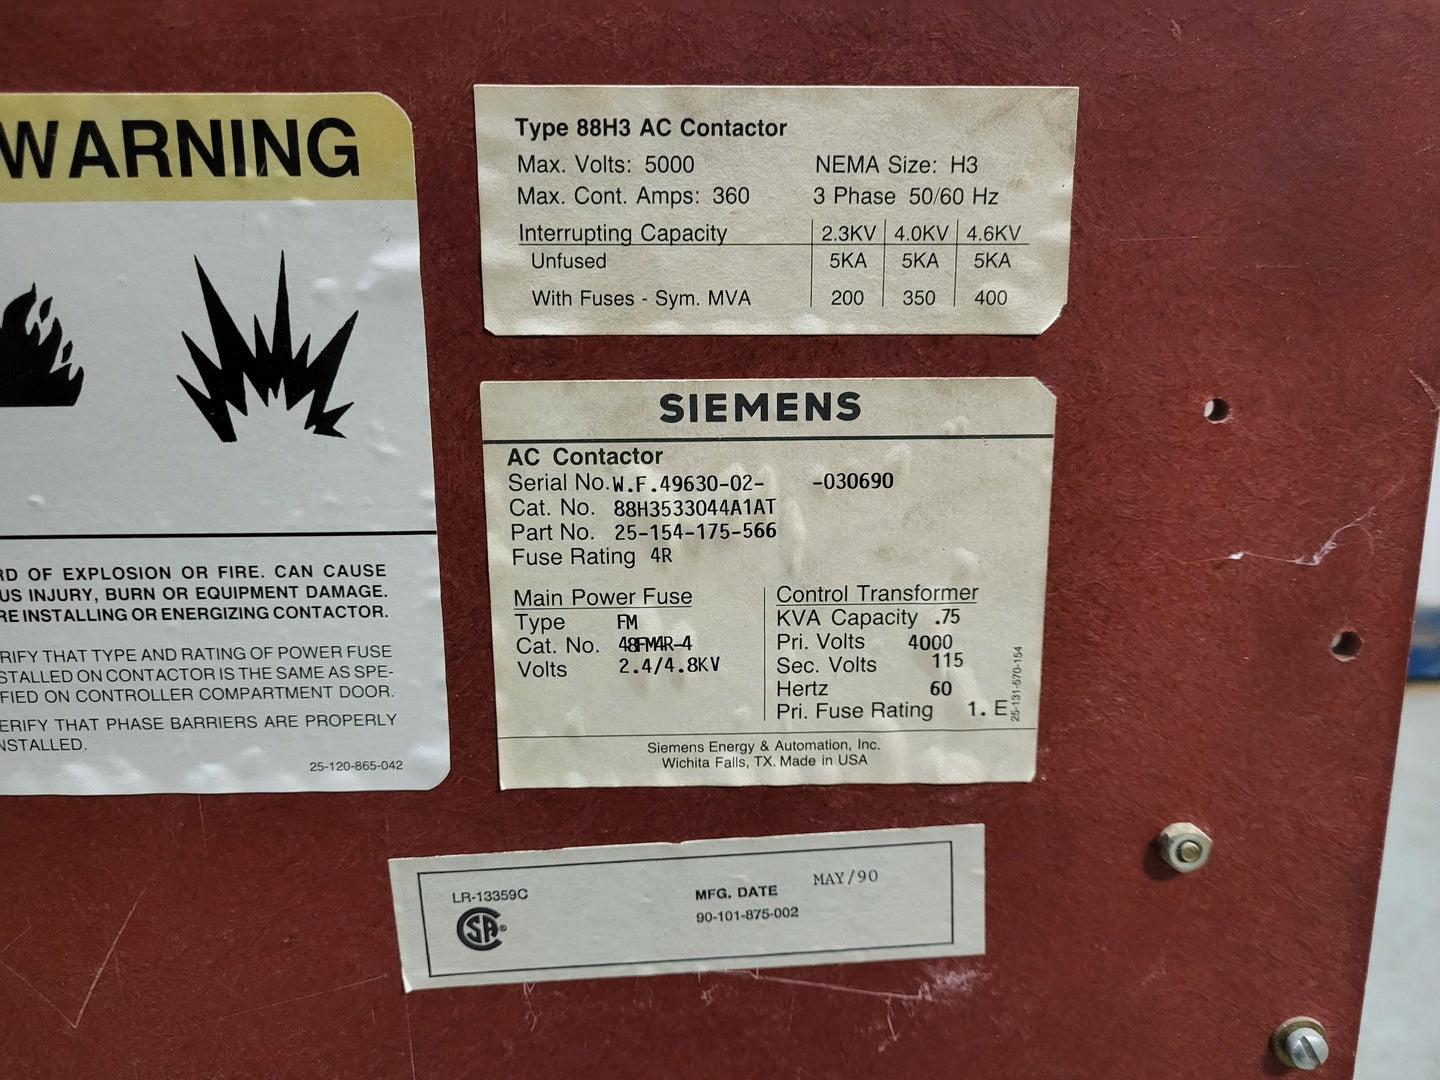 WARNING
RD OF EXPLOSION OR FIRE. CAN CAUSE
US INJURY, BURN OR EQUIPMENT DAMAGE.
RE INSTALLING OR ENERGIZING CONTACTOR.
RIFY THAT TYPE AND RATING OF POWER FUSE
STALLED ON CONTACTOR IS THE SAME AS SPE-
FIED ON CONTROLLER COMPARTMENT DOOR.
ERIFY THAT PHASE BARRIERS ARE PROPERLY
NSTALLED.
25-120-865-042
Type 88H3 AC Contactor
Max. Volts: 5000 NEMA Size: H3
Max. Cont. Amps: 360 3 Phase 50/60 Hz
Interrupting Capacity 2.3KV 4.0KV 4.6KV
Unfused 5KA 5KA 5KA
With Fuses - Sym. MVA 200 350 400
SIEMENS
AC Contactor
Serial No. W.F.49630-02- -030690
Cat. No. 88H3533044A1AT
Part No. 25-154-175-566
Fuse Rating 4R
Main Power Fuse
Type FM
Cat. No. 48FM4R-4
Volts 2.4/4.8KV
Control Transformer
KVA Capacity .75
Pri. Volts 4000
Sec. Volts 115
Hertz 60
Pri. Fuse Rating 1. E
25-131-570-154
Siemens Energy & Automation, Inc.
Wichita Falls, TX. Made in USA
LR-13359C
CSA®
MFG. DATE MAY/90
90-101-875-002